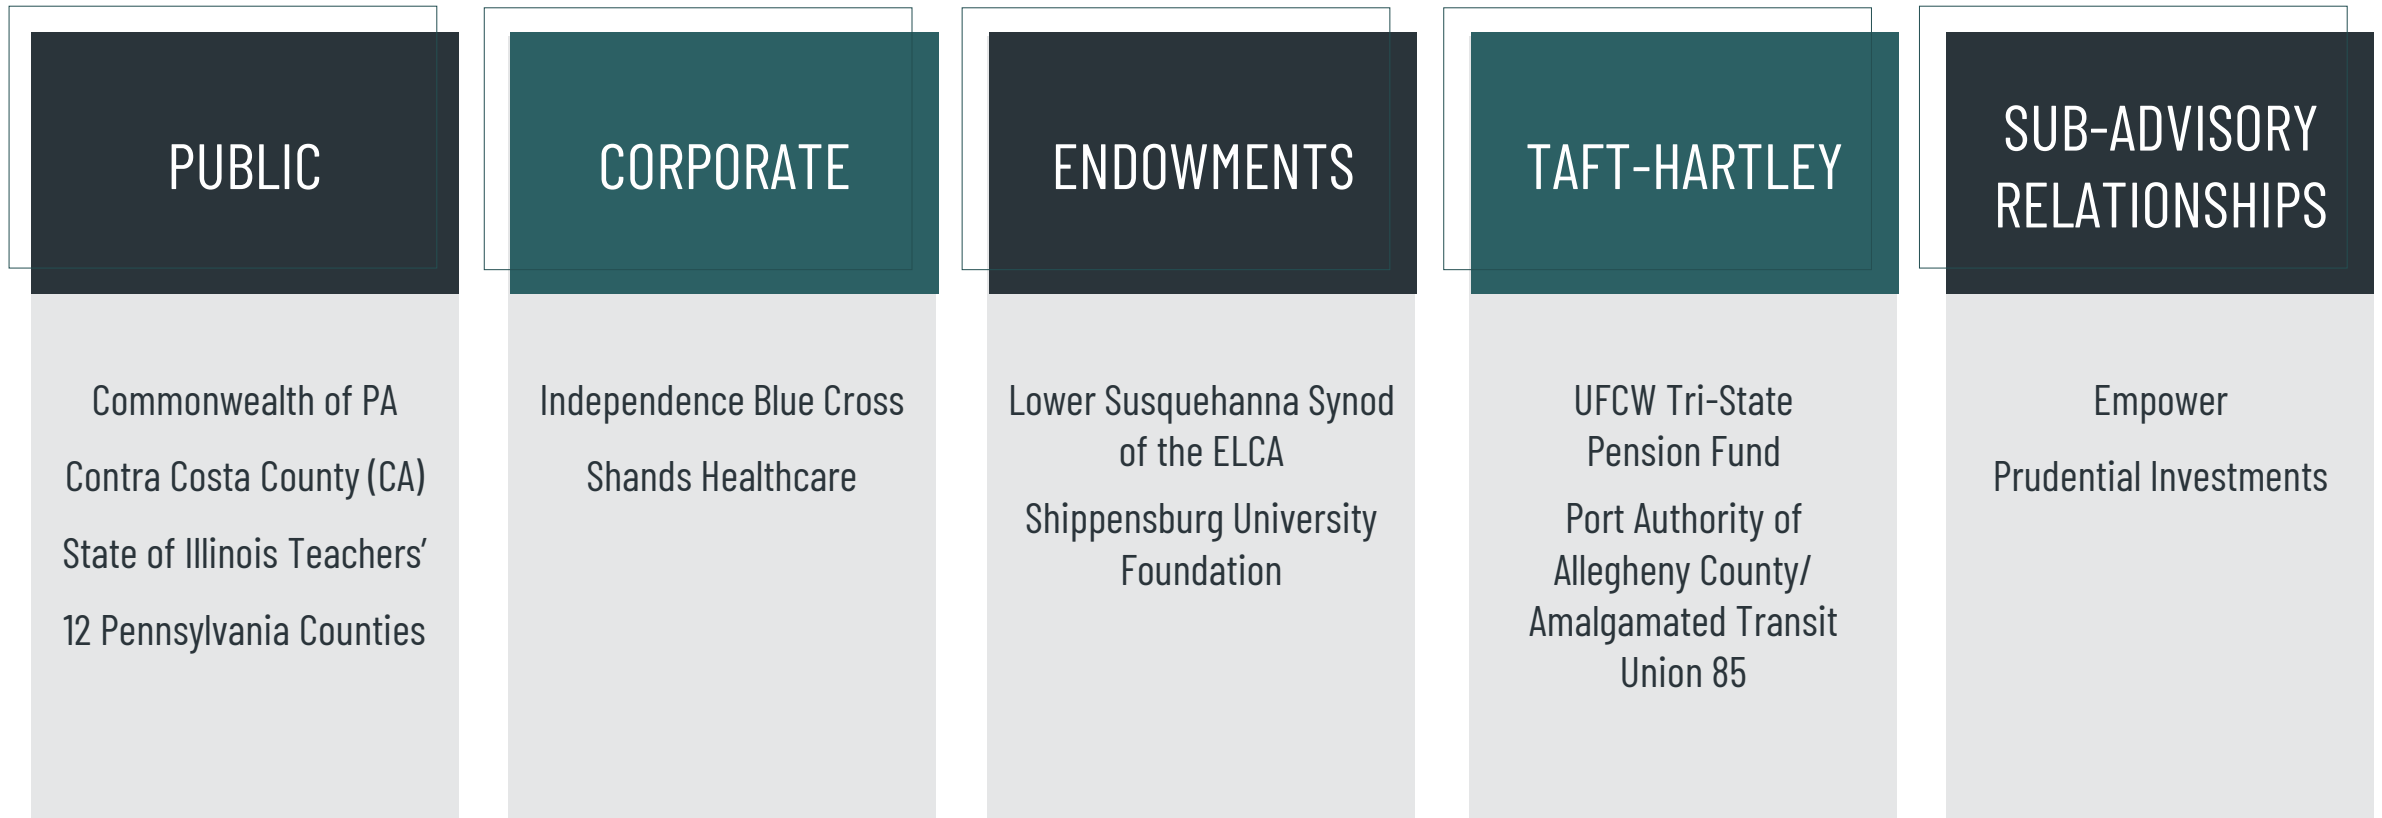 PUBLIC
Commonwealth of PA
Contra Costa County (CA)
State of Illinois Teachers’
12 Pennsylvania Counties
CORPORATE
Independence Blue Cross
Shands Healthcare
ENDOWMENTS
Lower Susquehanna Synod
of the ELCA
Shippensburg University
Foundation
TAFT-HARTLEY
UFCW Tri-State
Pension Fund
Port Authority of
Allegheny County/
Amalgamated Transit
Union 85
SUB-ADVISORY
RELATIONSHIPS
Empower
Prudential Investments